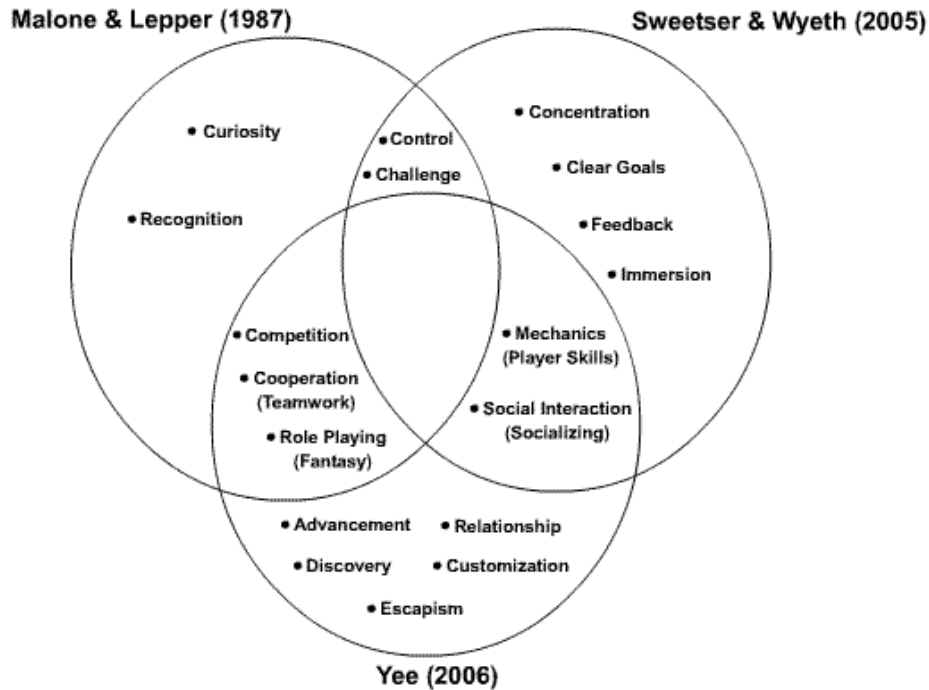 Malone & Lepper (1987)
Sweetser & Wyeth (2005)
• Curiosity
• Recognition
• Control
• Challenge
• Concentration
• Clear Goals
• Feedback
• Immersion
• Competition
• Cooperation
(Teamwork)
• Role Playing
(Fantasy)
• Mechanics
(Player Skills)
• Social Interaction
(Socializing)
• Advancement
• Relationship
• Discovery
• Customization
• Escapism
Yee (2006)